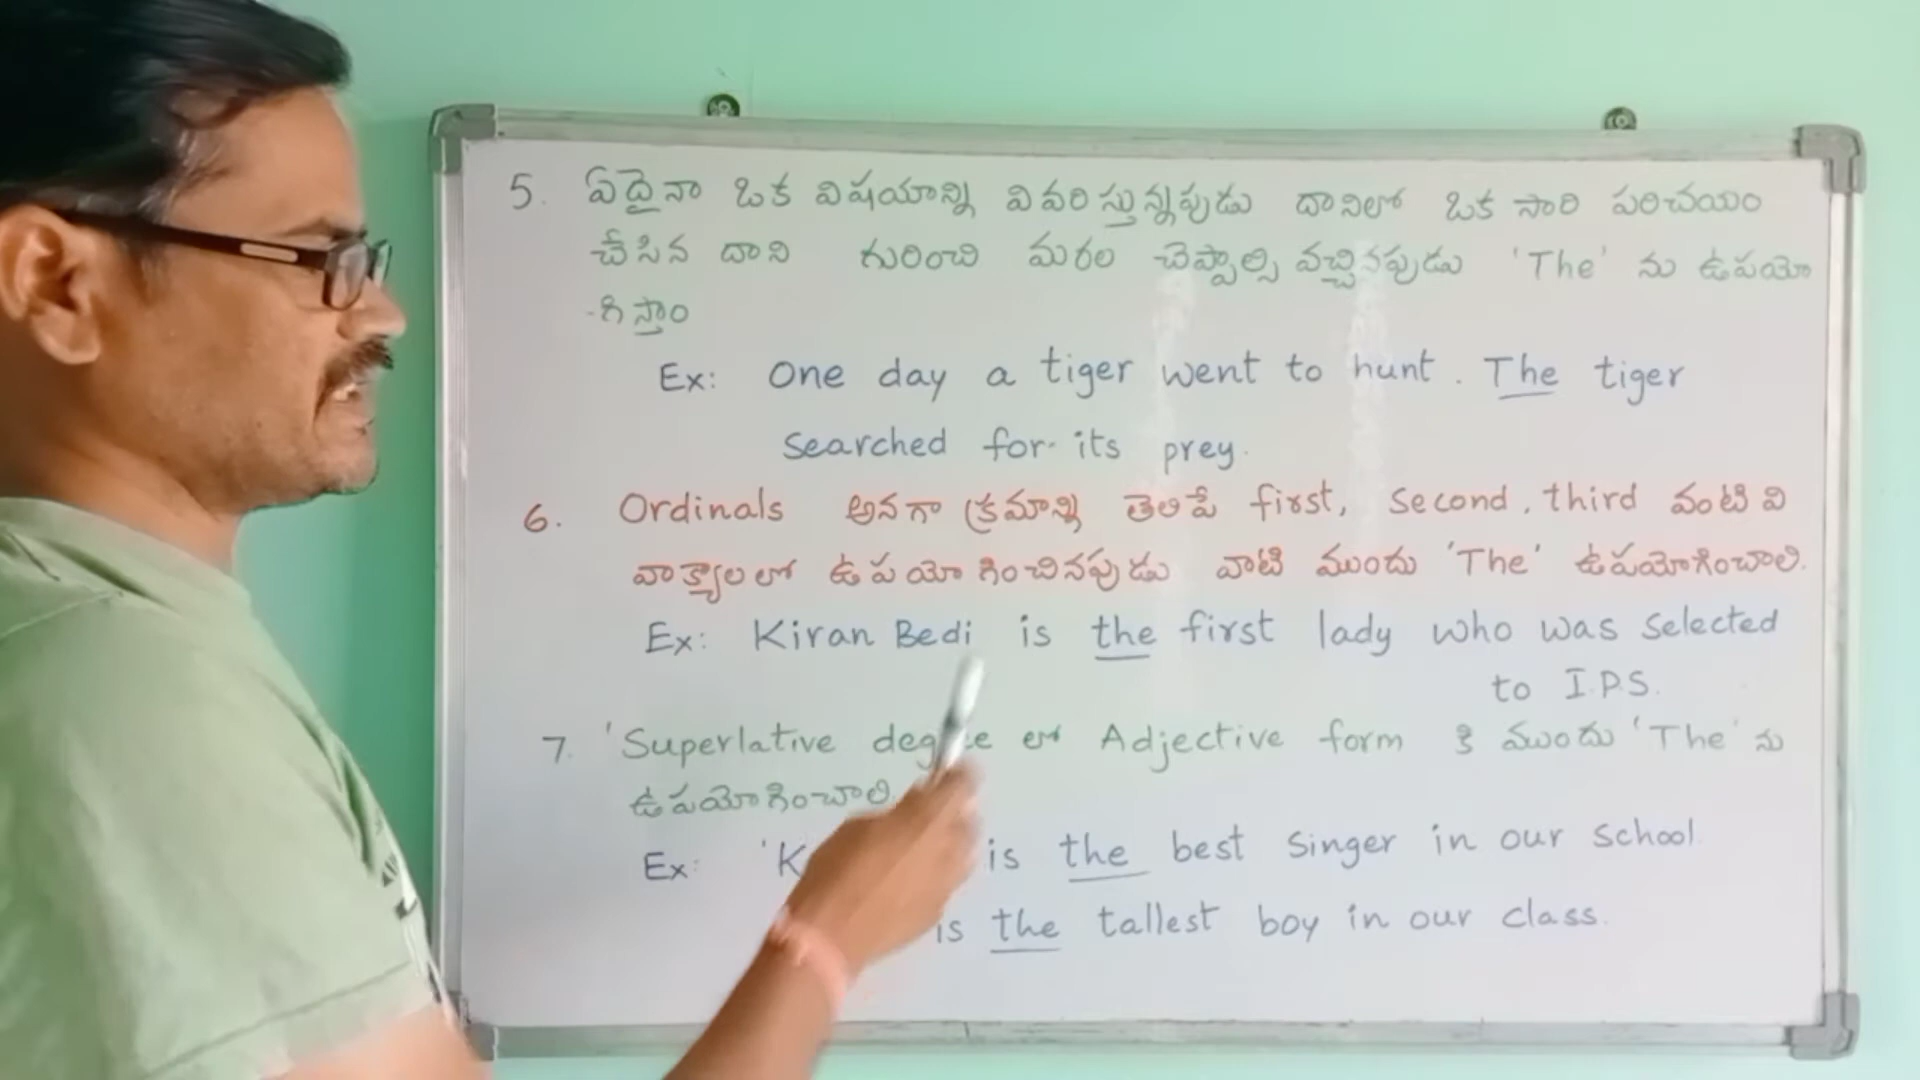 5. ఏదైనా ఒక విషయాన్ని వివరిస్తున్నపుడు దానిలో ఒక సారి పరిచయం
చేసిన దాని గురించి మరల చెప్పాల్సి వచ్చినపుడు 'The' ను ఉపయో
-గిస్తాం
Ex: One day a tiger went to hunt. The tiger
searched for its prey.
6. Ordinals అనగా క్రమాన్ని తెలిపే first, second, third వంటివి
వాక్యాలలో ఉపయోగించినపుడు వాటి ముందు 'The' ఉపయోగించాలి.
Ex: Kiran Bedi is the first lady who was selected
to I.P.S.
7. 'Superlative degree లో Adjective form కి ముందు 'The' ను
ఉపయోగించాలి
Ex: is the best singer in our school
is the tallest boy in our class.